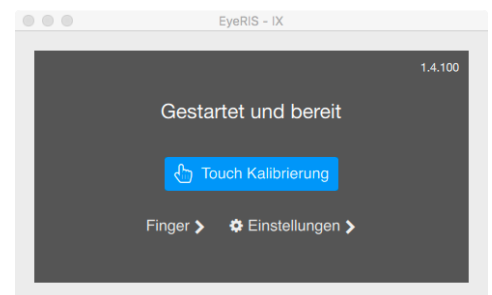 EyeRIS - IX
1.4.100
Gestartet und bereit
Touch Kalibrierung
Finger Einstellungen